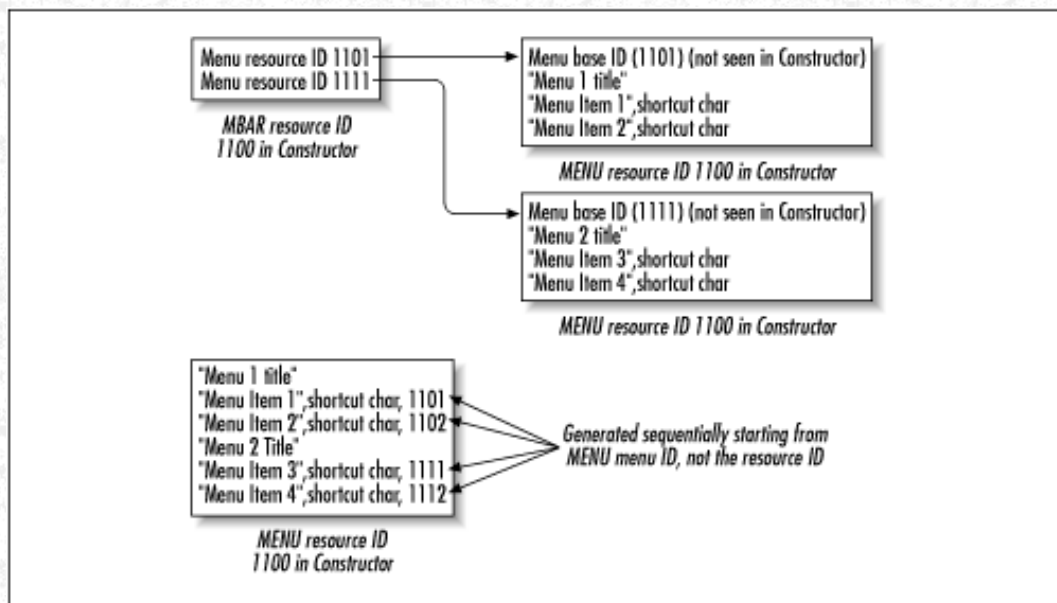 Menu resource ID 1101
Menu resource ID 1111
MBAR resource ID
1100 in Constructor
Menu base ID (1101) (not seen in Constructor)
"Menu 1 title"
"Menu Item 1",shortcut char
"Menu Item 2",shortcut char
MENU resource ID 1100 in Constructor
Menu base ID (1111) (not seen in Constructor)
"Menu 2 title"
"Menu Item 3",shortcut char
"Menu Item 4",shortcut char
MENU resource ID 1100 in Constructor
"Menu 1 title"
"Menu Item 1",shortcut char, 1101
"Menu Item 2",shortcut char, 1102
"Menu 2 Title"
"Menu Item 3",shortcut char, 1111
"Menu Item 4",shortcut char, 1112
MENU resource ID
1100 in Constructor
Generated sequentially starting from
MENU menu ID, not the resource ID